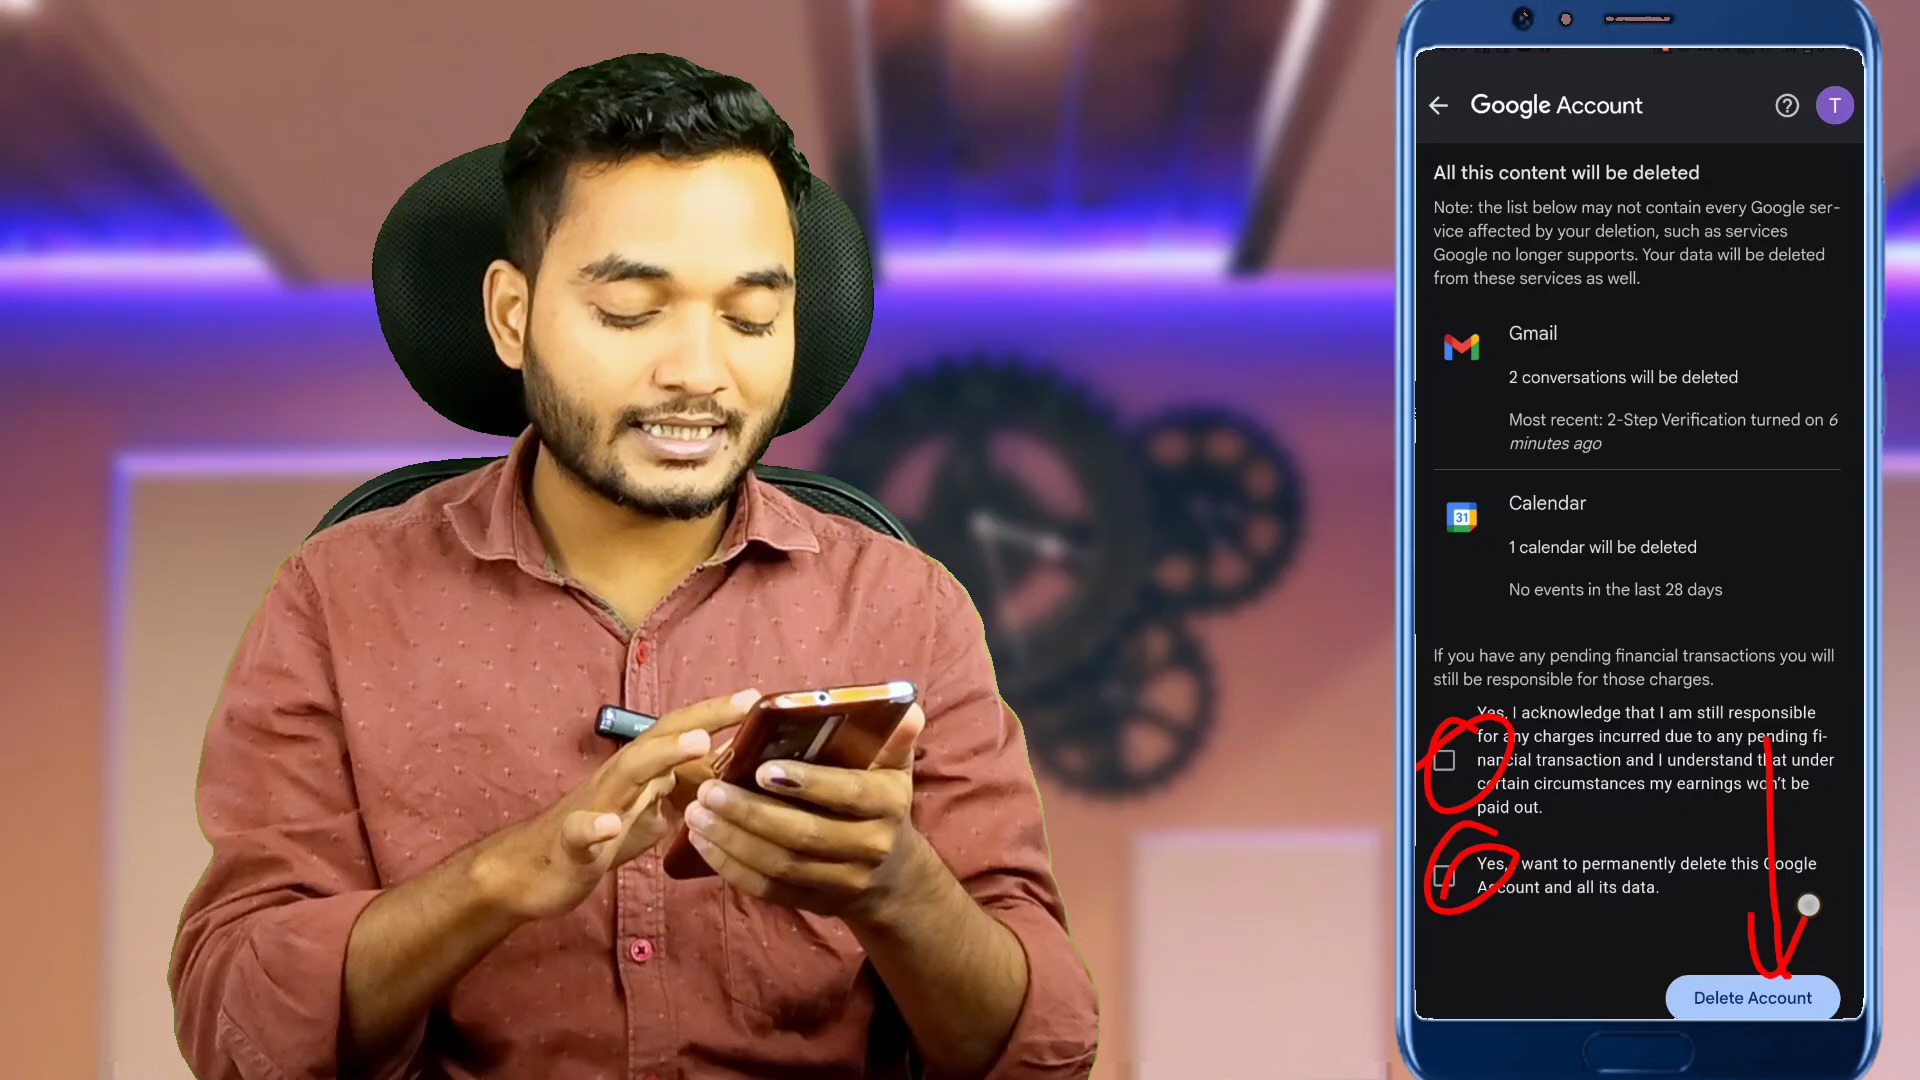 Google Account
T
All this content will be deleted
Note: the list below may not contain every Google ser-
vice affected by your deletion, such as services
Google no longer supports. Your data will be deleted
from these services as well.
Gmail
2 conversations will be deleted
Most recent: 2-Step Verification turned on 6
minutes ago
Calendar
31
1 calendar will be deleted
No events in the last 28 days
If you have any pending financial transactions you will
still be responsible for those charges.
Yes, I acknowledge that I am still responsible
for any charges incurred due to any pending fi-
nancial transaction and I understand that under
certain circumstances my earnings won't be
paid out.
Yes, I want to permanently delete this Google
Account and all its data.
Delete Account